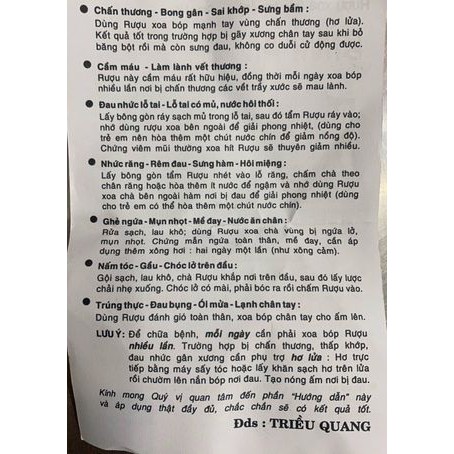 Chấn thương - Bong gân - Sai khớp - Sưng bầm :
Dùng Rượu xoa bóp mạnh tay vùng chấn thương (hơ lửa).
Kết quả tốt trong trường hợp bị gãy xương chân tay sau khi bỏ
băng bột rồi mà còn sưng đau, không co duỗi cử động được.
Cầm máu - Làm lành vết thương :
Rượu này cầm máu rất hữu hiệu, đồng thời mỗi ngày xoa bóp
nhiều lần nơi bị chấn thương các vết trầy xước sẽ mau lành.
Đau nhức lỗ tai - Lỗ tai có mủ, nước hôi thối :
Lấy bông gòn ráy sạch mủ trong lỗ tai, sau đó tẩm Rượu ráy vào;
nhớ dùng rượu xoa bên ngoài để giải phong nhiệt, (dùng cho
trẻ em nên hòa thêm một chút nước chín để giảm nồng độ).
Chứng viêm mũi thường xoa hít Rượu sẽ thuyên giảm nhiều.
Nhức răng - Rêm đau - Sưng hàm - Hôi miệng :
Lấy bông gòn tẩm Rượu nhét vào lỗ răng, chấm chà theo
chân răng hoặc hòa thêm ít nước để ngậm và nhớ dùng Rượu
xoa chà bên ngoài nơi hàm bị đau để giải phong nhiệt (dùng
cho trẻ em có thể hòa thêm một chút nước chín).
Ghẻ ngứa - Mụn nhọt - Mề đay - Nước ăn chân :
Rửa sạch, lau khô; dùng Rượu xoa chà vùng bị ngứa lở,
mụn nhọt. Chứng mẩn ngứa toàn thân, mề đay, cần áp
dụng thêm xông hơi : hai ngày một lần (như xông cảm).
Nấm tóc - Gầu - Chóc lở trên đầu :
Gội sạch, lau khô, chà Rượu khắp nơi trên đầu, sau đó lấy lược
chải nhẹ xuống. Chóc lở có mài, phải bóc ra rồi chấm Rượu vào.
Trúng thực - Đau bụng - Ói mửa - Lạnh chân tay :
Dùng Rượu đánh gió toàn thân, xoa bóp chân tay cho ấm lên.
LƯU Ý: Để chữa bệnh, mỗi ngày cần phải xoa bóp Rượu
nhiều lần. Trường hợp bị chấn thương, thấp khớp,
đau nhức gân xương cần phụ trợ hơ lửa : Hơ trực
tiếp bằng máy sấy tóc hoặc lấy khăn sạch hơ trên lửa
rồi chườm lên nắn bóp nơi đau. Tạo nóng ấm nơi bị đau.
Kính mong Quý vị quan tâm đến phần "Hướng dẫn" này
và áp dụng thật đầy đủ, chắc chắn sẽ có kết quả tốt.
Đds : TRIỀU QUANG